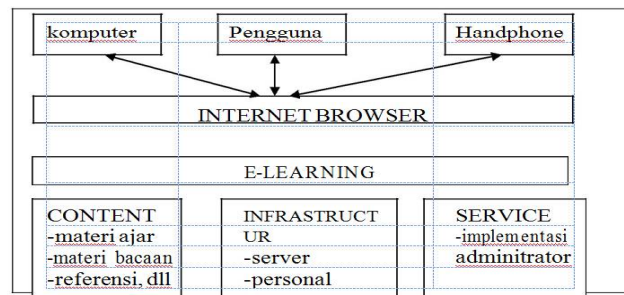 komputer
Pengguna
Handphone
INTERNET BROWSER
E-LEARNING
CONTENT
-materi ajar
-materi bacaan
-referensi, dll
INFRASTRUCT
UR
-server
-personal
SERVICE
-implementasi
adminitrator